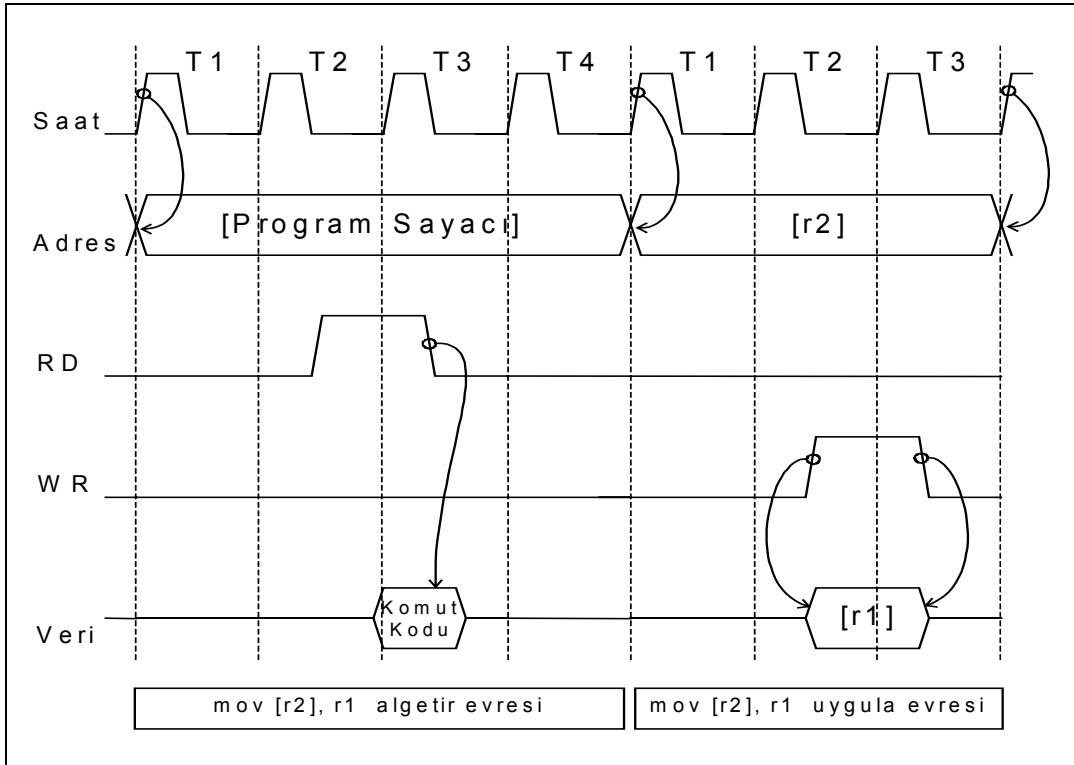 T1 T2 T3 T4 T1 T2 T3
Saat
Adres [Program Sayacı] [r2]
RD
WR
Komut
Kodu
Veri [r1]
mov [r2], r1 algetir evresi mov [r2], r1 uygula evresi